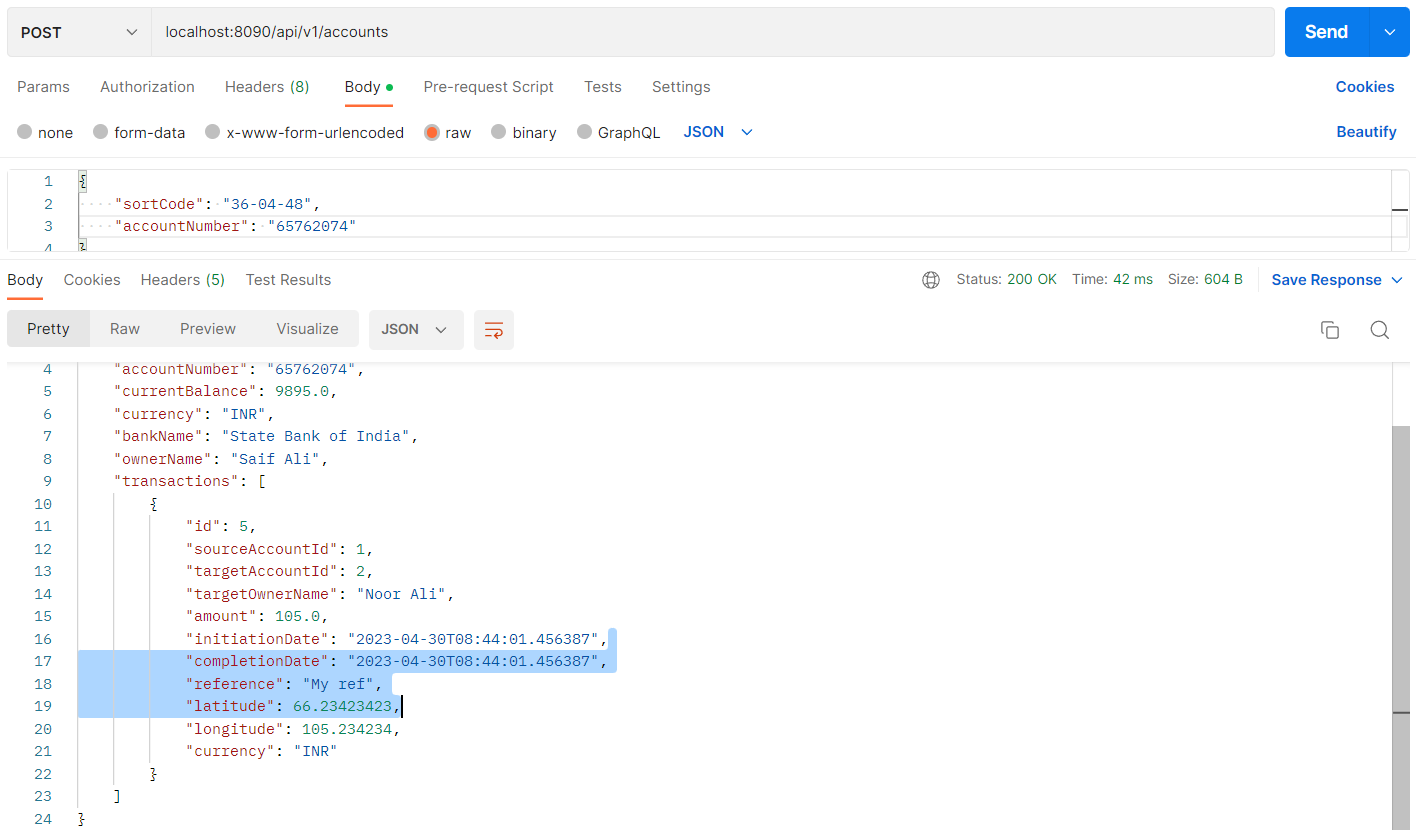 POST localhost:8090/api/v1/accounts Send
Params Authorization Headers (8) Body Pre-request Script Tests Settings Cookies
none form-data x-www-form-urlencoded raw binary GraphQL JSON Beautify
1 {
2 ····"sortCode":·"36-04-48",
3 ····"accountNumber":·"65762074"
4 }
Body Cookies Headers (5) Test Results Status: 200 OK Time: 42 ms Size: 604 B Save Response
Pretty Raw Preview Visualize JSON
4 "accountNumber": "65762074",
5 "currentBalance": 9895.0,
6 "currency": "INR",
7 "bankName": "State Bank of India",
8 "ownerName": "Saif Ali",
9 "transactions": [
10 {
11 "id": 5,
12 "sourceAccountId": 1,
13 "targetAccountId": 2,
14 "targetOwnerName": "Noor Ali",
15 "amount": 105.0,
16 "initiationDate": "2023-04-30T08:44:01.456387",
17 "completionDate": "2023-04-30T08:44:01.456387",
18 "reference": "My ref",
19 "latitude": 66.23423423,
20 "longitude": 105.234234,
21 "currency": "INR"
22 }
23 ]
24 }